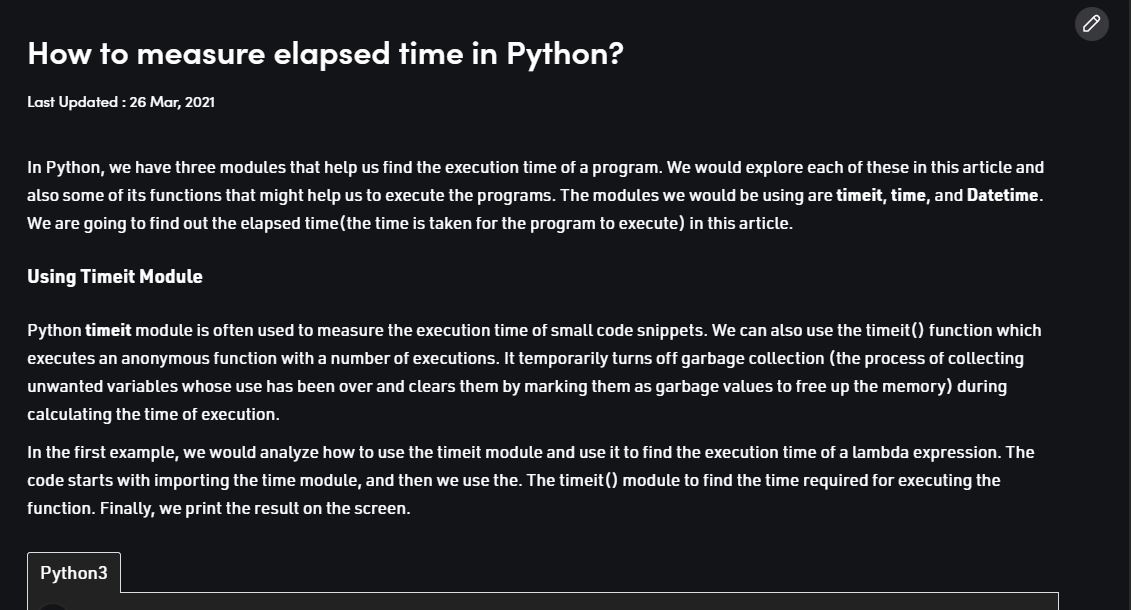 How to measure elapsed time in Python?
Last Updated : 26 Mar, 2021
In Python, we have three modules that help us find the execution time of a program. We would explore each of these in this article and
also some of its functions that might help us to execute the programs. The modules we would be using are timeit, time, and Datetime.
We are going to find out the elapsed time(the time is taken for the program to execute) in this article.
Using Timeit Module
Python timeit module is often used to measure the execution time of small code snippets. We can also use the timeit() function which
executes an anonymous function with a number of executions. It temporarily turns off garbage collection (the process of collecting
unwanted variables whose use has been over and clears them by marking them as garbage values to free up the memory) during
calculating the time of execution.
In the first example, we would analyze how to use the timeit module and use it to find the execution time of a lambda expression. The
code starts with importing the time module, and then we use the. The timeit() module to find the time required for executing the
function. Finally, we print the result on the screen.
Python3